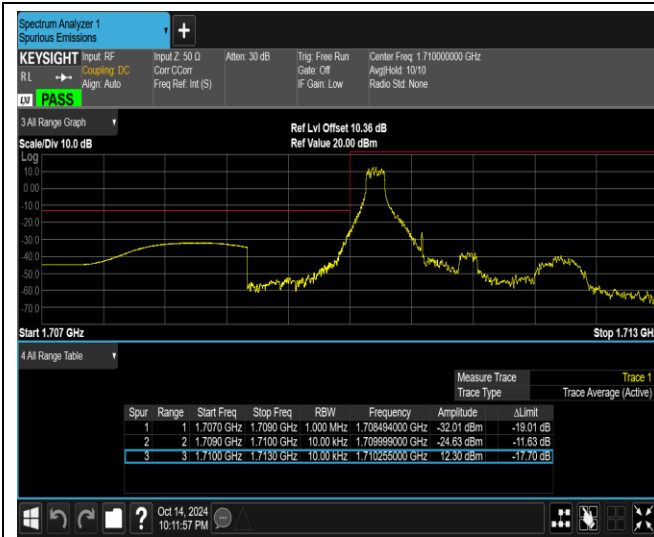 Spectrum Analyzer 1
Spurious Emissions
+
KEYSIGHT Input: RF Input Z: 50 Ω Atten: 30 dB Trig: Free Run Center Freq: 1.710000000 GHz
RL Coupling: DC Corr CCorr Gate: Off Avg|Hold: 10/10
Align: Auto Freq Ref: Int (S) IF Gain: Low Radio Std: None
LXI PASS
3 All Range Graph
Ref Lvl Offset 10.36 dB
Scale/Div 10.0 dB Ref Value 20.00 dBm
Log
10.0
0.00
-10.0
-20.0
-30.0
-40.0
-50.0
-60.0
-70.0
Start 1.707 GHz Stop 1.713 GH
4 All Range Table
Measure Trace Trace 1
Trace Type Trace Average (Active)
Spur Range Start Freq Stop Freq RBW Frequency Amplitude ΔLimit
1 1 1.7070 GHz 1.7090 GHz 1.000 MHz 1.708494000 GHz -32.01 dBm -19.01 dB
2 2 1.7090 GHz 1.7100 GHz 10.00 kHz 1.709999000 GHz -24.63 dBm -11.63 dB
3 3 1.7100 GHz 1.7130 GHz 10.00 kHz 1.710255000 GHz 12.30 dBm -17.70 dB
? Oct 14, 2024
10:11:57 PM